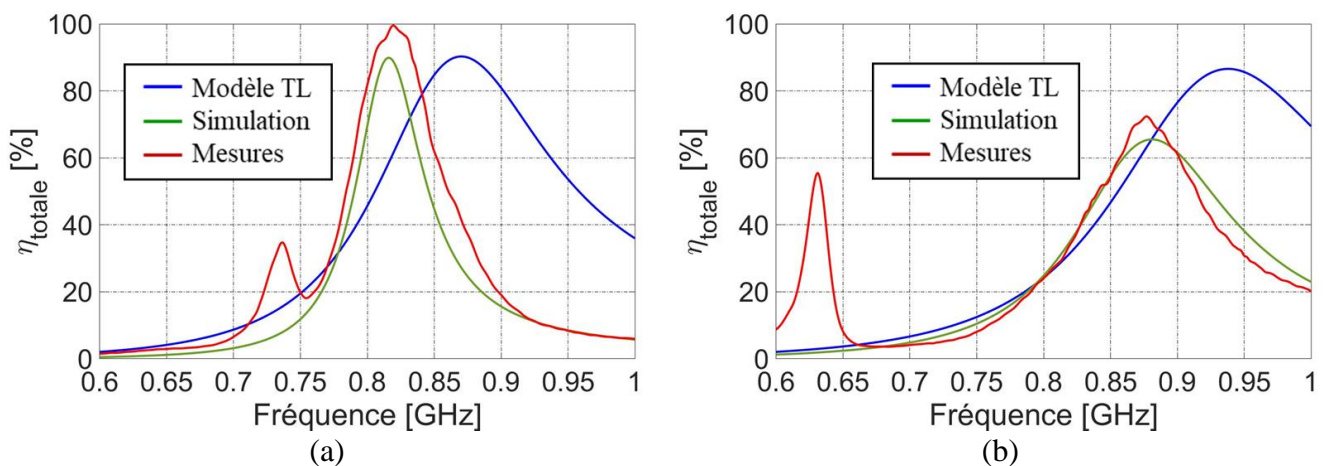 100
80
60
40
20
0
η totale [%]
Modèle TL
Simulation
Mesures
0.6 0.65 0.7 0.75 0.8 0.85 0.9 0.95 1
Fréquence [GHz]
(a)
100
80
60
40
20
0
η totale [%]
Modèle TL
Simulation
Mesures
0.6 0.65 0.7 0.75 0.8 0.85 0.9 0.95 1
Fréquence [GHz]
(b)